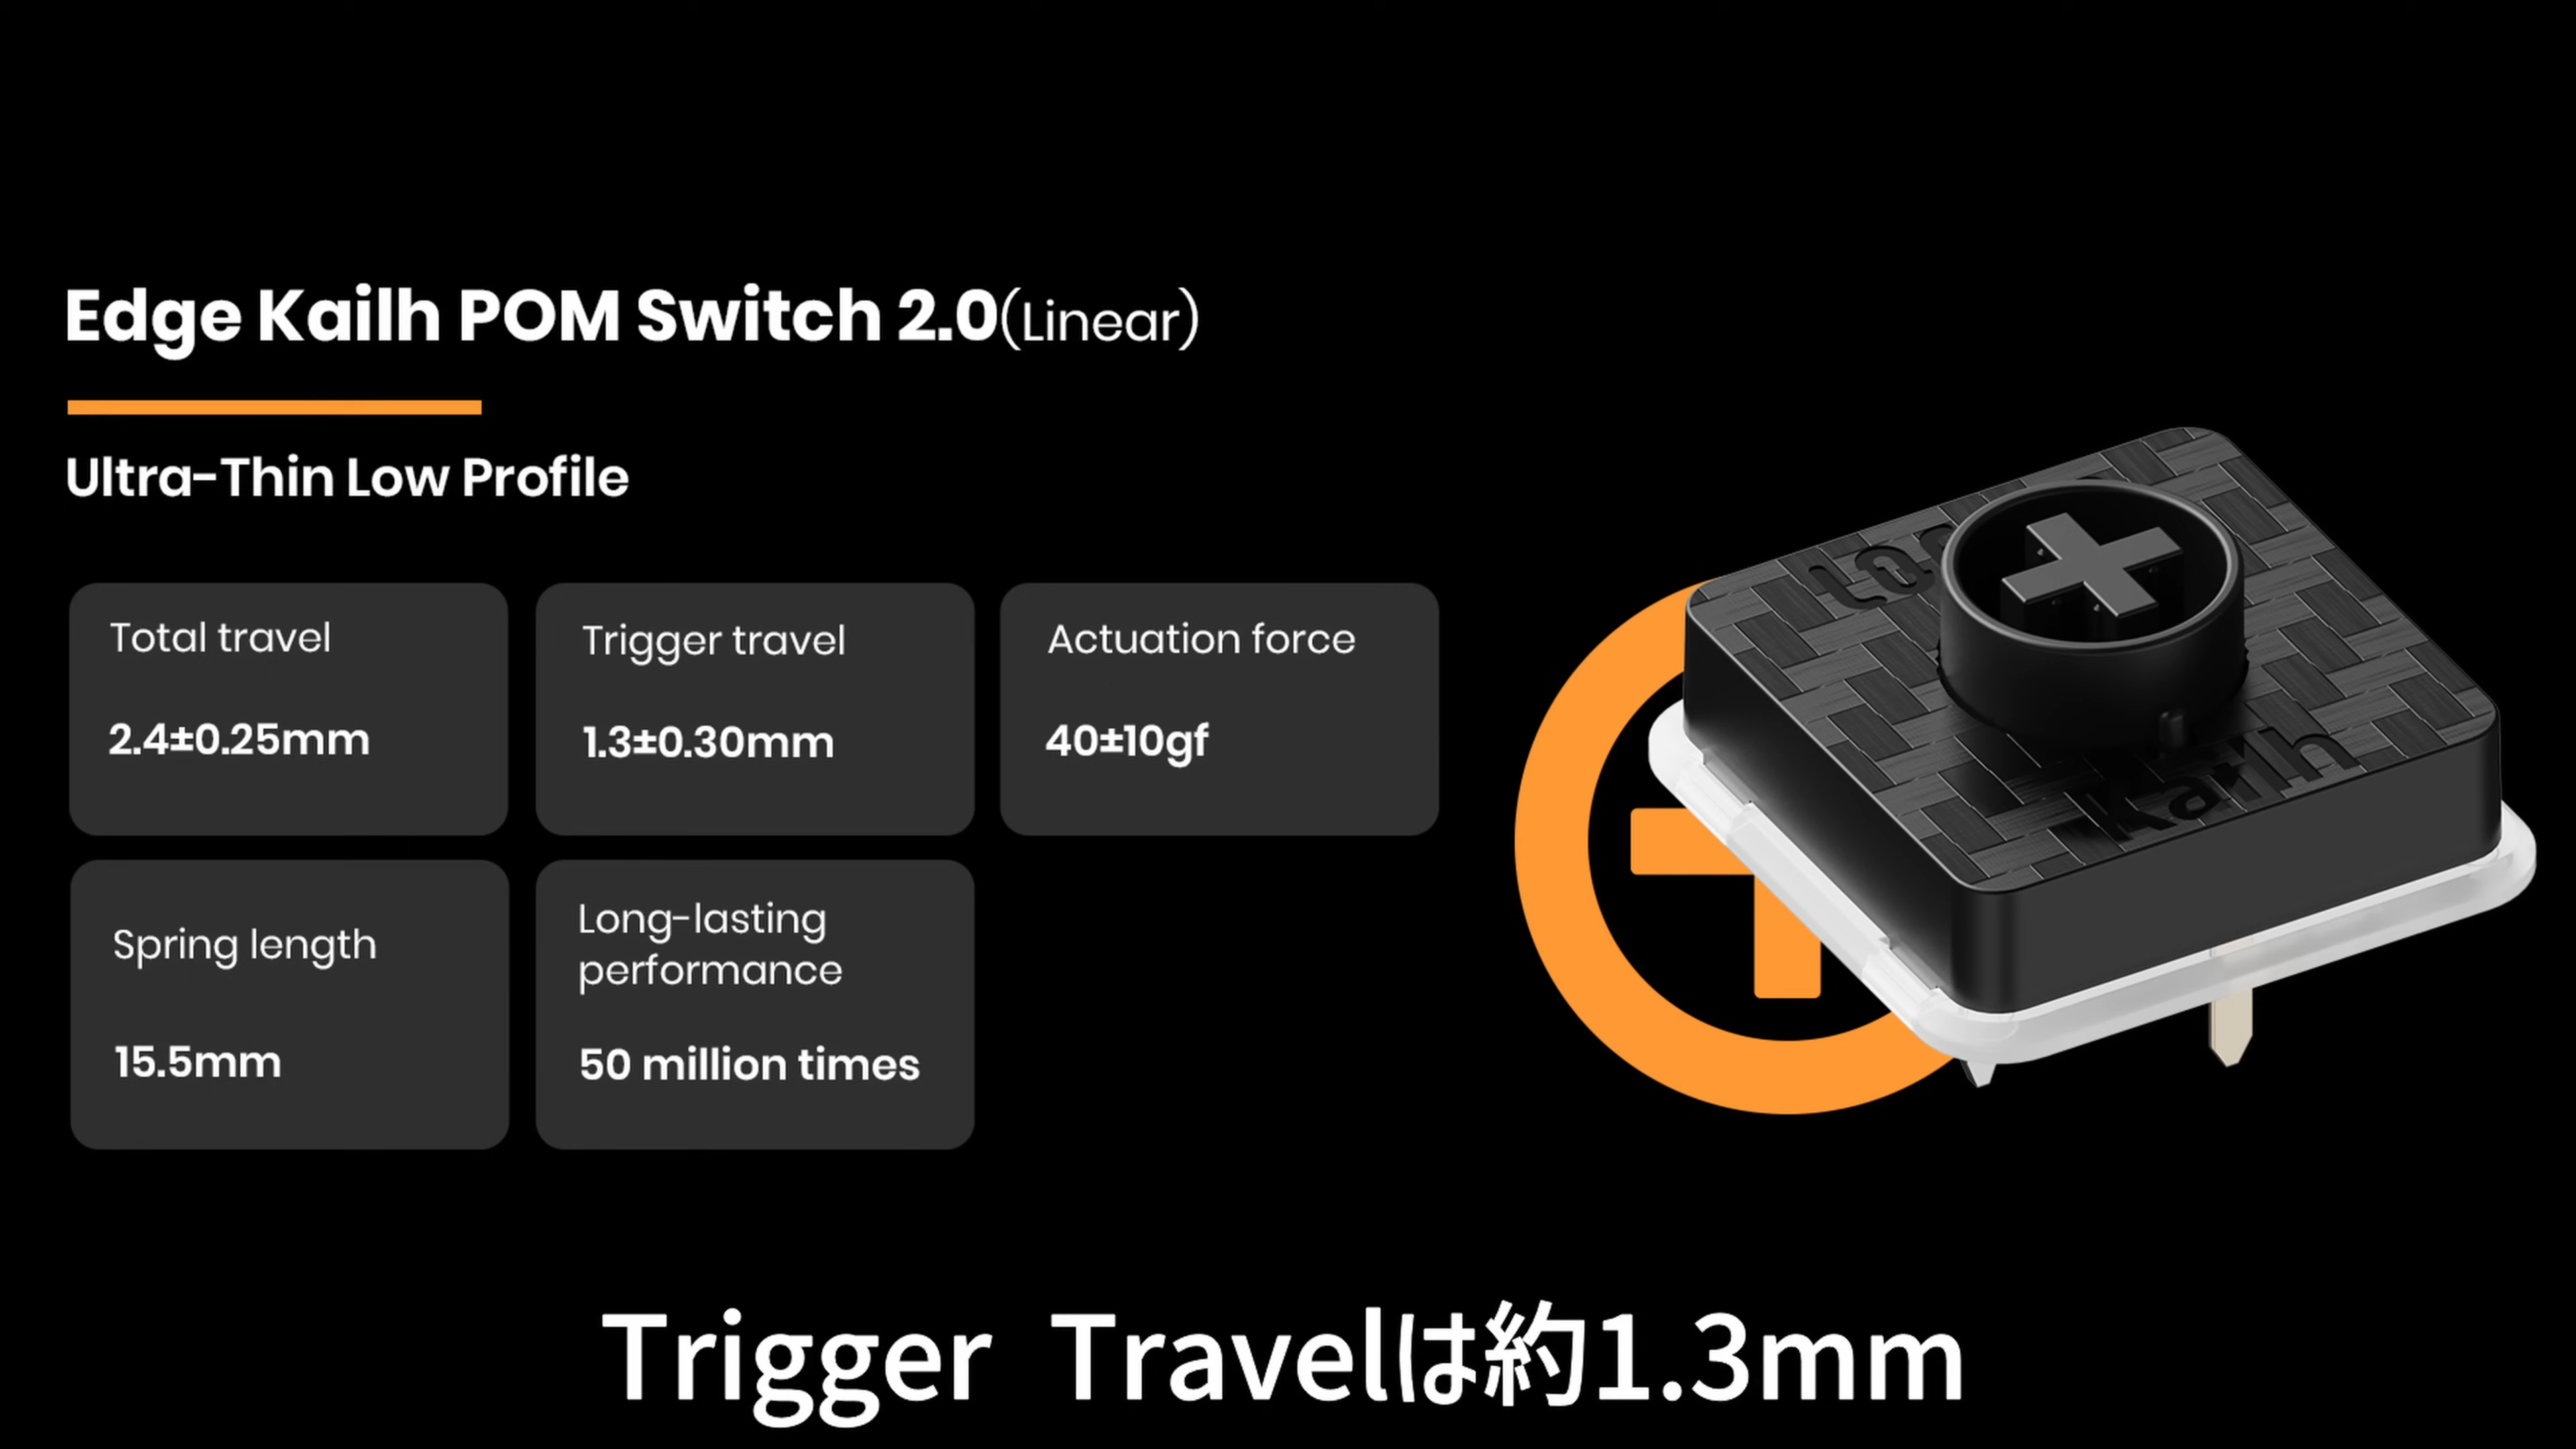 Edge Kailh POM Switch 2.0(Linear)
Ultra-Thin Low Profile
Total travel
2.4±0.25mm
Trigger travel
1.3±0.30mm
Actuation force
40±10gf
Spring length
15.5mm
Long-lasting
performance
50 million times
Kailh
Trigger Travelは約1.3mm